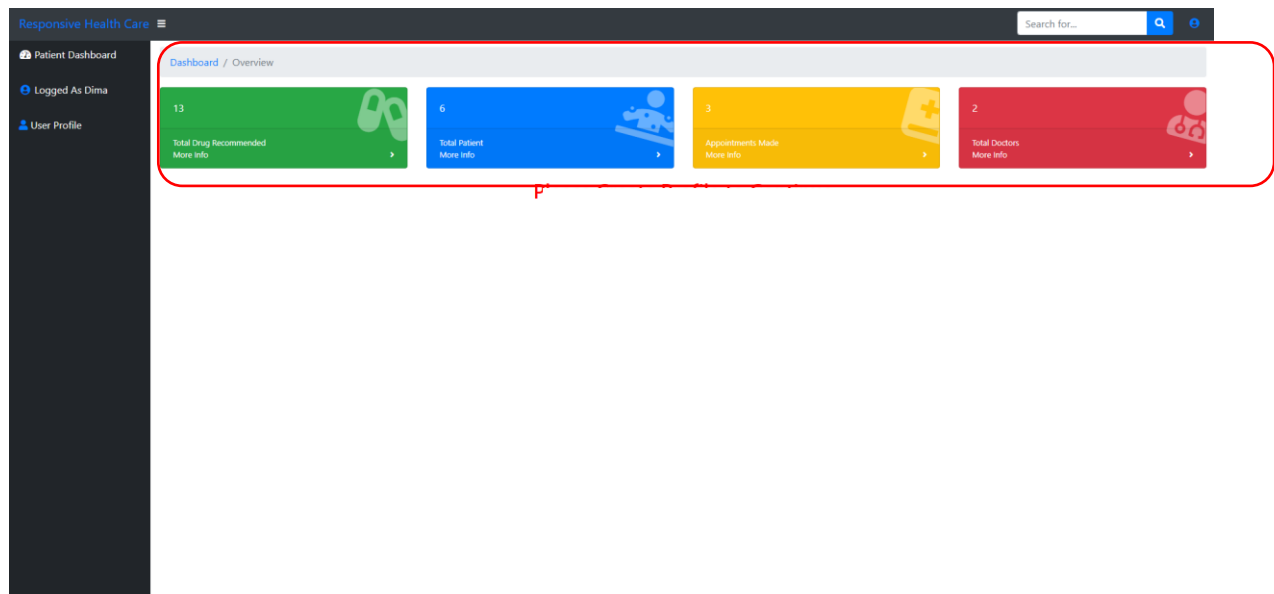 Responsive Health Care
Search for...
Patient Dashboard
Logged As Dima
User Profile
Dashboard / Overview
13
Total Drug Recommended
More Info
6
Total Patient
More Info
3
Appointments Made
More Info
2
Total Doctors
More Info